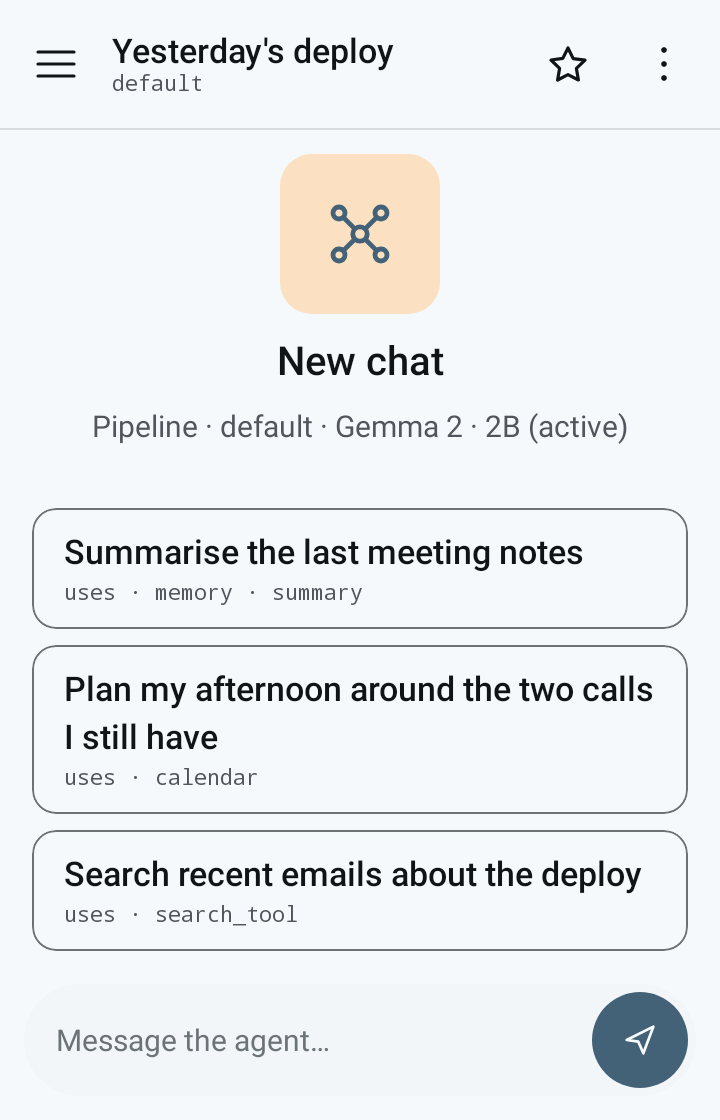 Yesterday's deploy
default
New chat
Pipeline · default · Gemma 2 · 2B (active)
Summarise the last meeting notes
uses · memory · summary
Plan my afternoon around the two calls
I still have
uses · calendar
Search recent emails about the deploy
uses · search_tool
Message the agent…